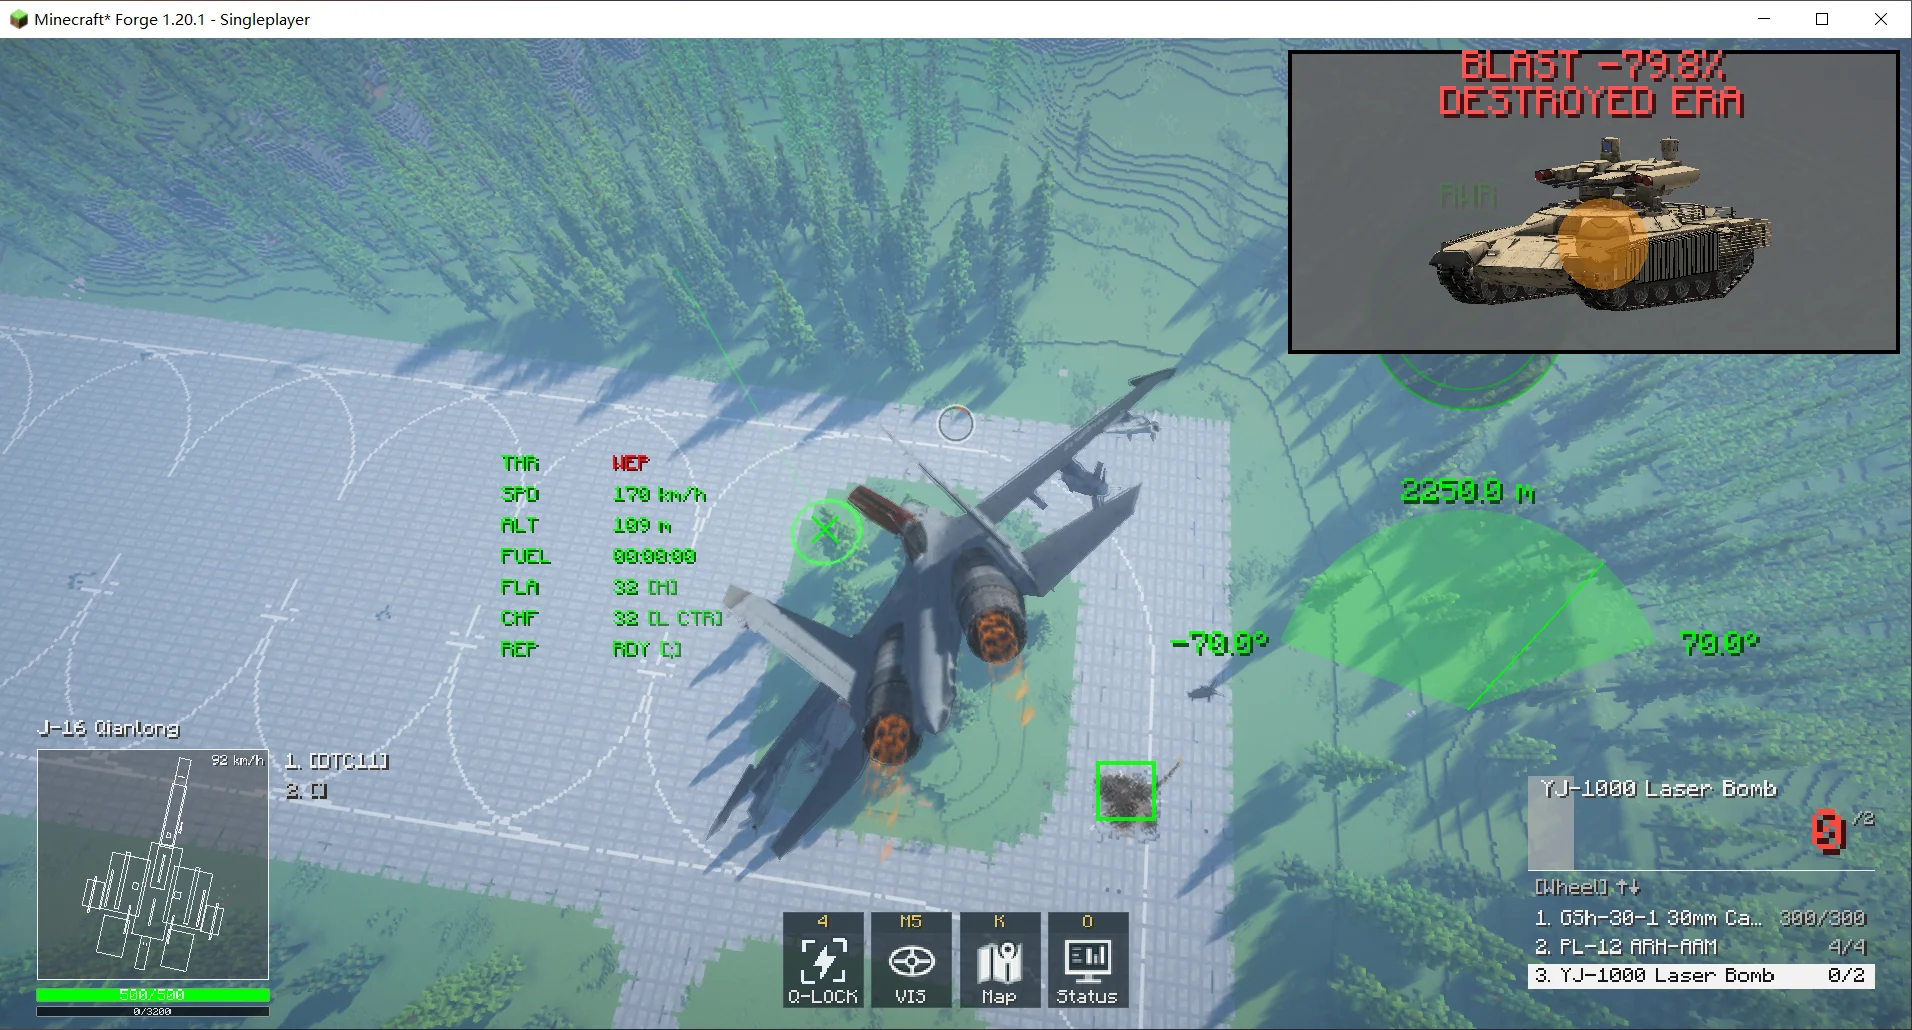 Minecraft* Forge 1.20.1 - Singleplayer
BLAST -79.8%
DESTROYED ERA
RWR
THR WEP
SPD 170 km/h
ALT 109 m
FUEL 00:00:00
FLA 32 [H]
CHF 32 [L CTR]
REP RDY [;]
2250.0 m
-70.0° 70.0°
J-16 Qianlong
92 km/h
1. [DTC11]
2. []
500/500
0/3200
4 M5 K O
Q-LOCK VIS Map Status
YJ-1000 Laser Bomb
0/2
[Wheel] ↑↓
1. GSh-30-1 30mm Ca... 300/300
2. PL-12 ARH-AAM 4/4
3. YJ-1000 Laser Bomb 0/2